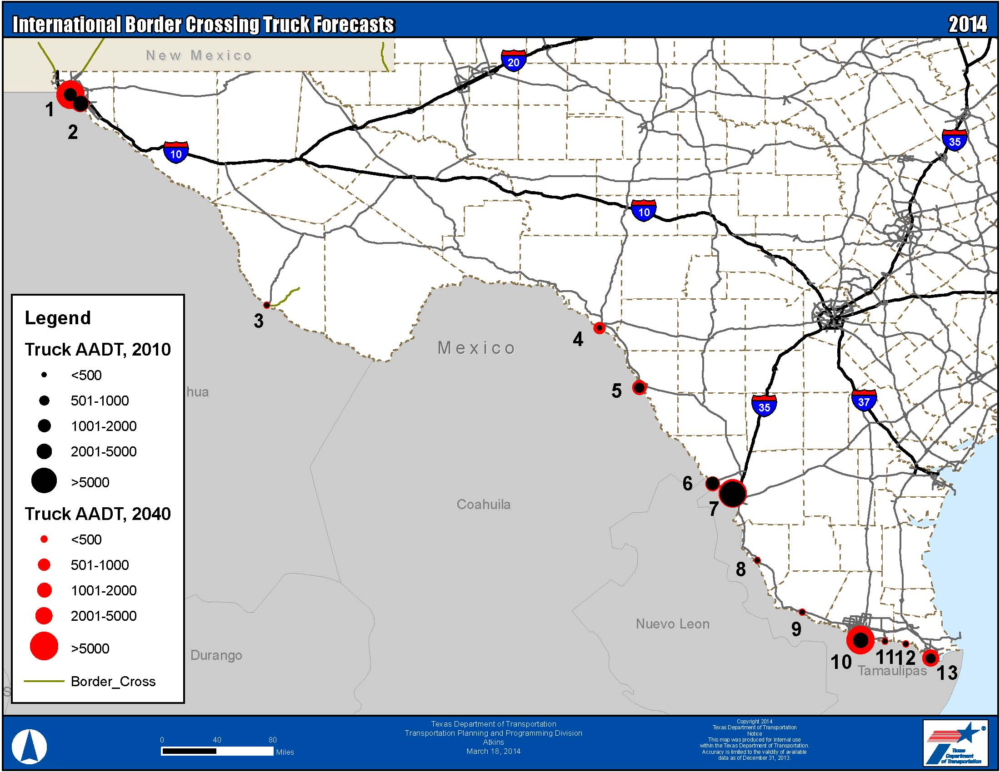 International Border Crossing Truck Forecasts
2014
New Mexico
20
1
2
10
35
10
3
4
Mexico
5
hua
35
37
6
7
Coahuila
8
9
Nuevo Leon
10
11
12
13
Tamaulipas
Durango
S
Legend
Truck AADT, 2010
<500
501-1000
1001-2000
2001-5000
>5000
Truck AADT, 2040
<500
501-1000
1001-2000
2001-5000
>5000
Border_Cross
0 40 80
Miles
Texas Department of Transportation
Transportation Planning and Programming Division
Atkins
March 18, 2014
Copyright 2014
Texas Department of Transportation
Notice
This map was produced for internal use
within the Texas Department of Transportation.
Accuracy is limited to the validity of available
data as of December 31, 2013.
®
Texas
Department
of Transportation